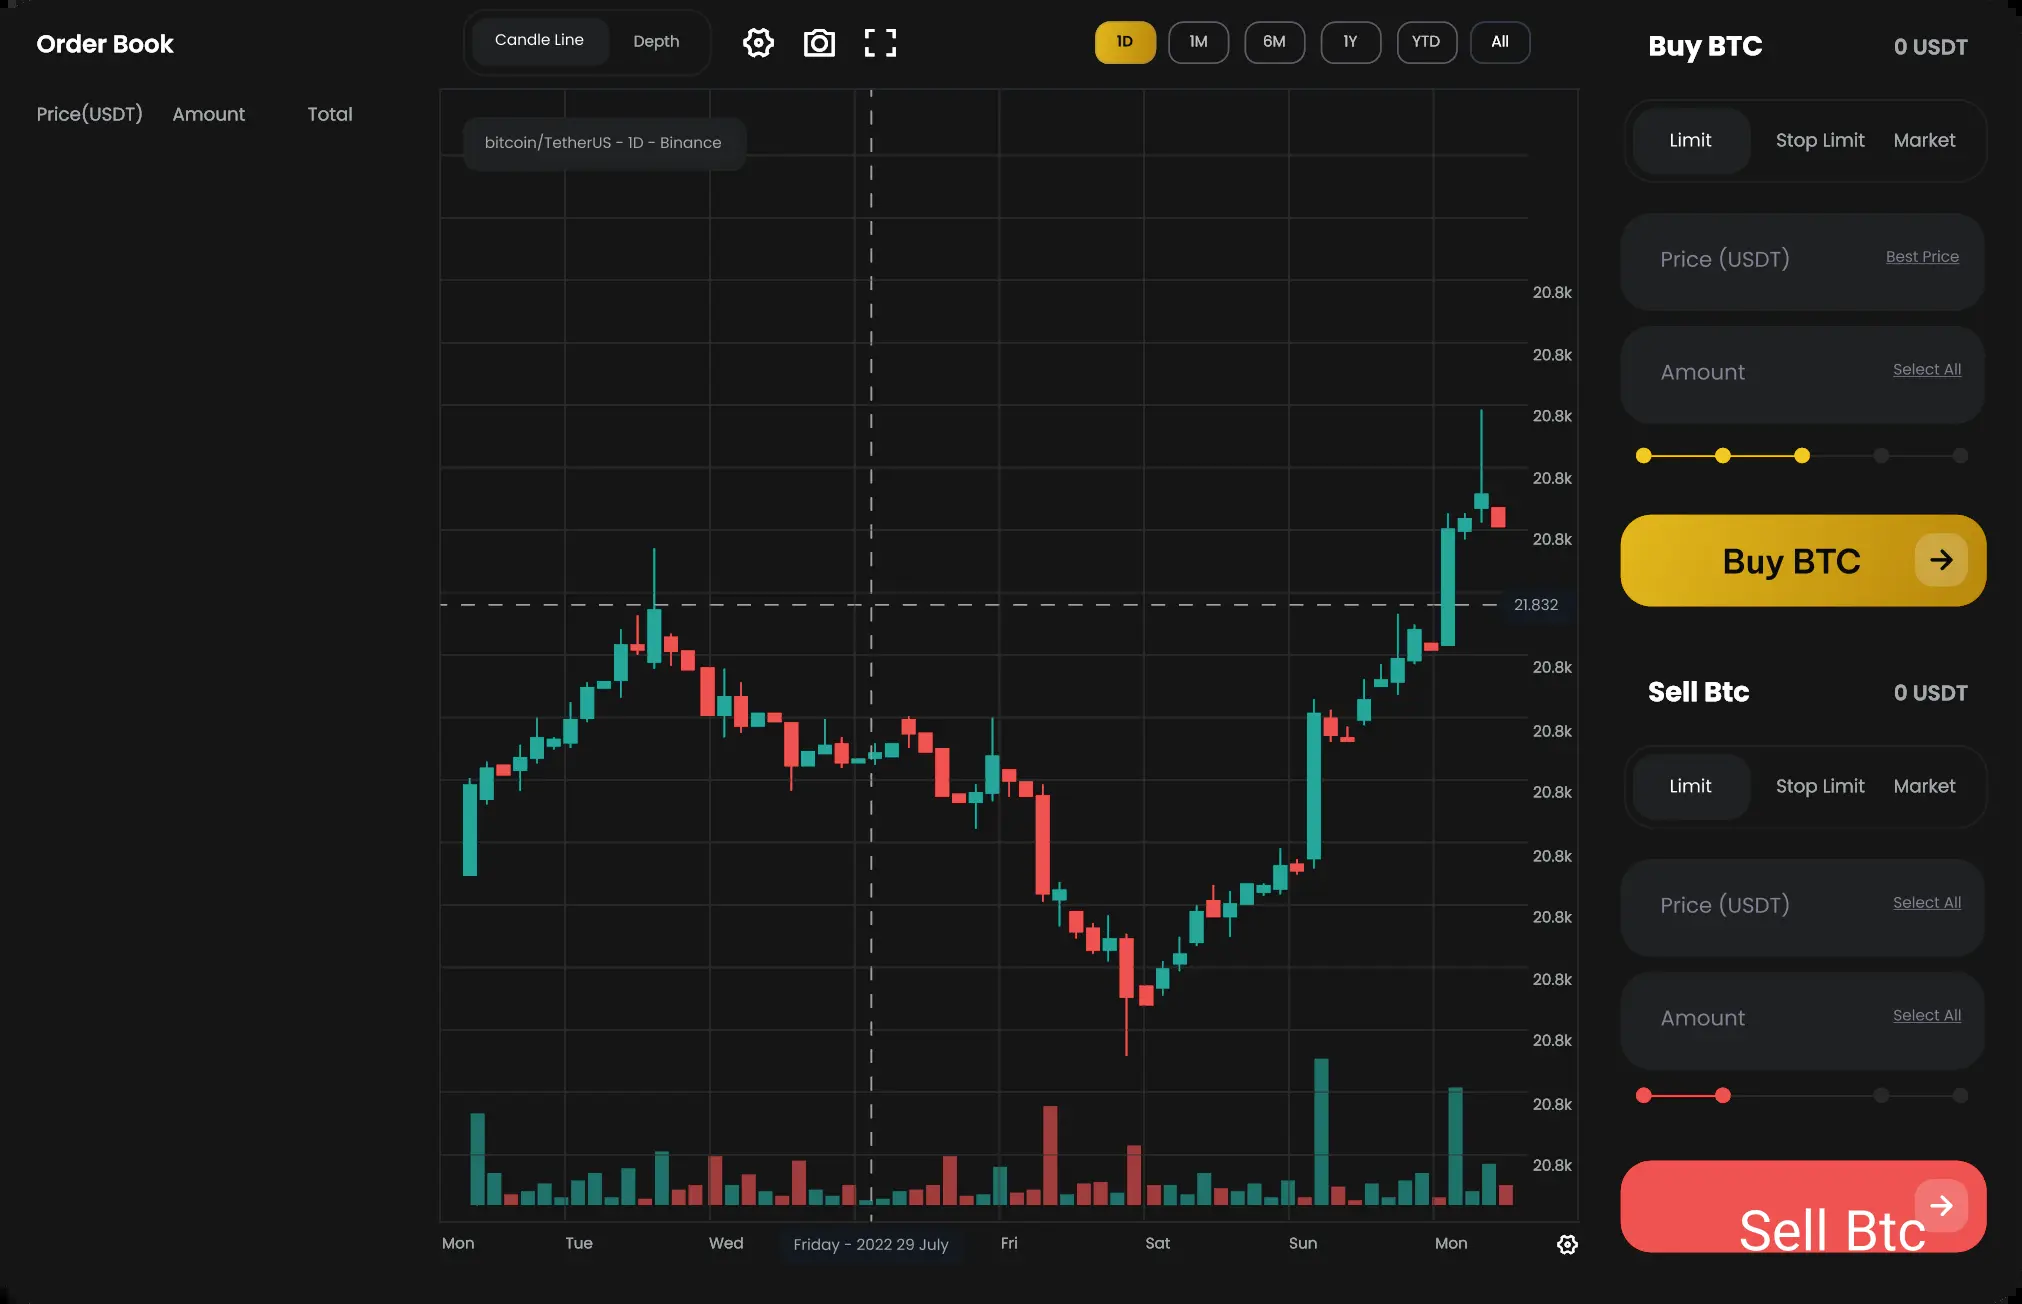 Order Book
Price(USDT) Amount Total
Candle Line Depth
1D 1M 6M 1Y YTD All
bitcoin/TetherUS - 1D - Binance
20.8k
20.8k
20.8k
20.8k
20.8k
21.832
20.8k
20.8k
20.8k
20.8k
20.8k
20.8k
20.8k
20.8k
20.8k
Mon Tue Wed Friday - 2022 29 July Fri Sat Sun Mon
Buy BTC 0 USDT
Limit Stop Limit Market
Price (USDT) Best Price
Amount Select All
Buy BTC
Sell Btc 0 USDT
Limit Stop Limit Market
Price (USDT) Select All
Amount Select All
Sell Btc